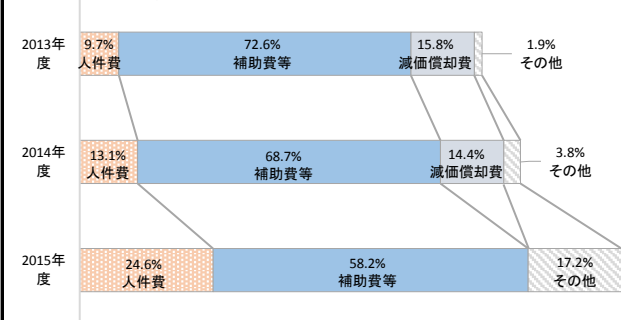 2013年
度
9.7%
人件費
72.6%
補助費等
15.8%
減価償却費
1.9%
その他
2014年
度
13.1%
人件費
68.7%
補助費等
14.4%
減価償却費
3.8%
その他
2015年
度
24.6%
人件費
58.2%
補助費等
17.2%
その他